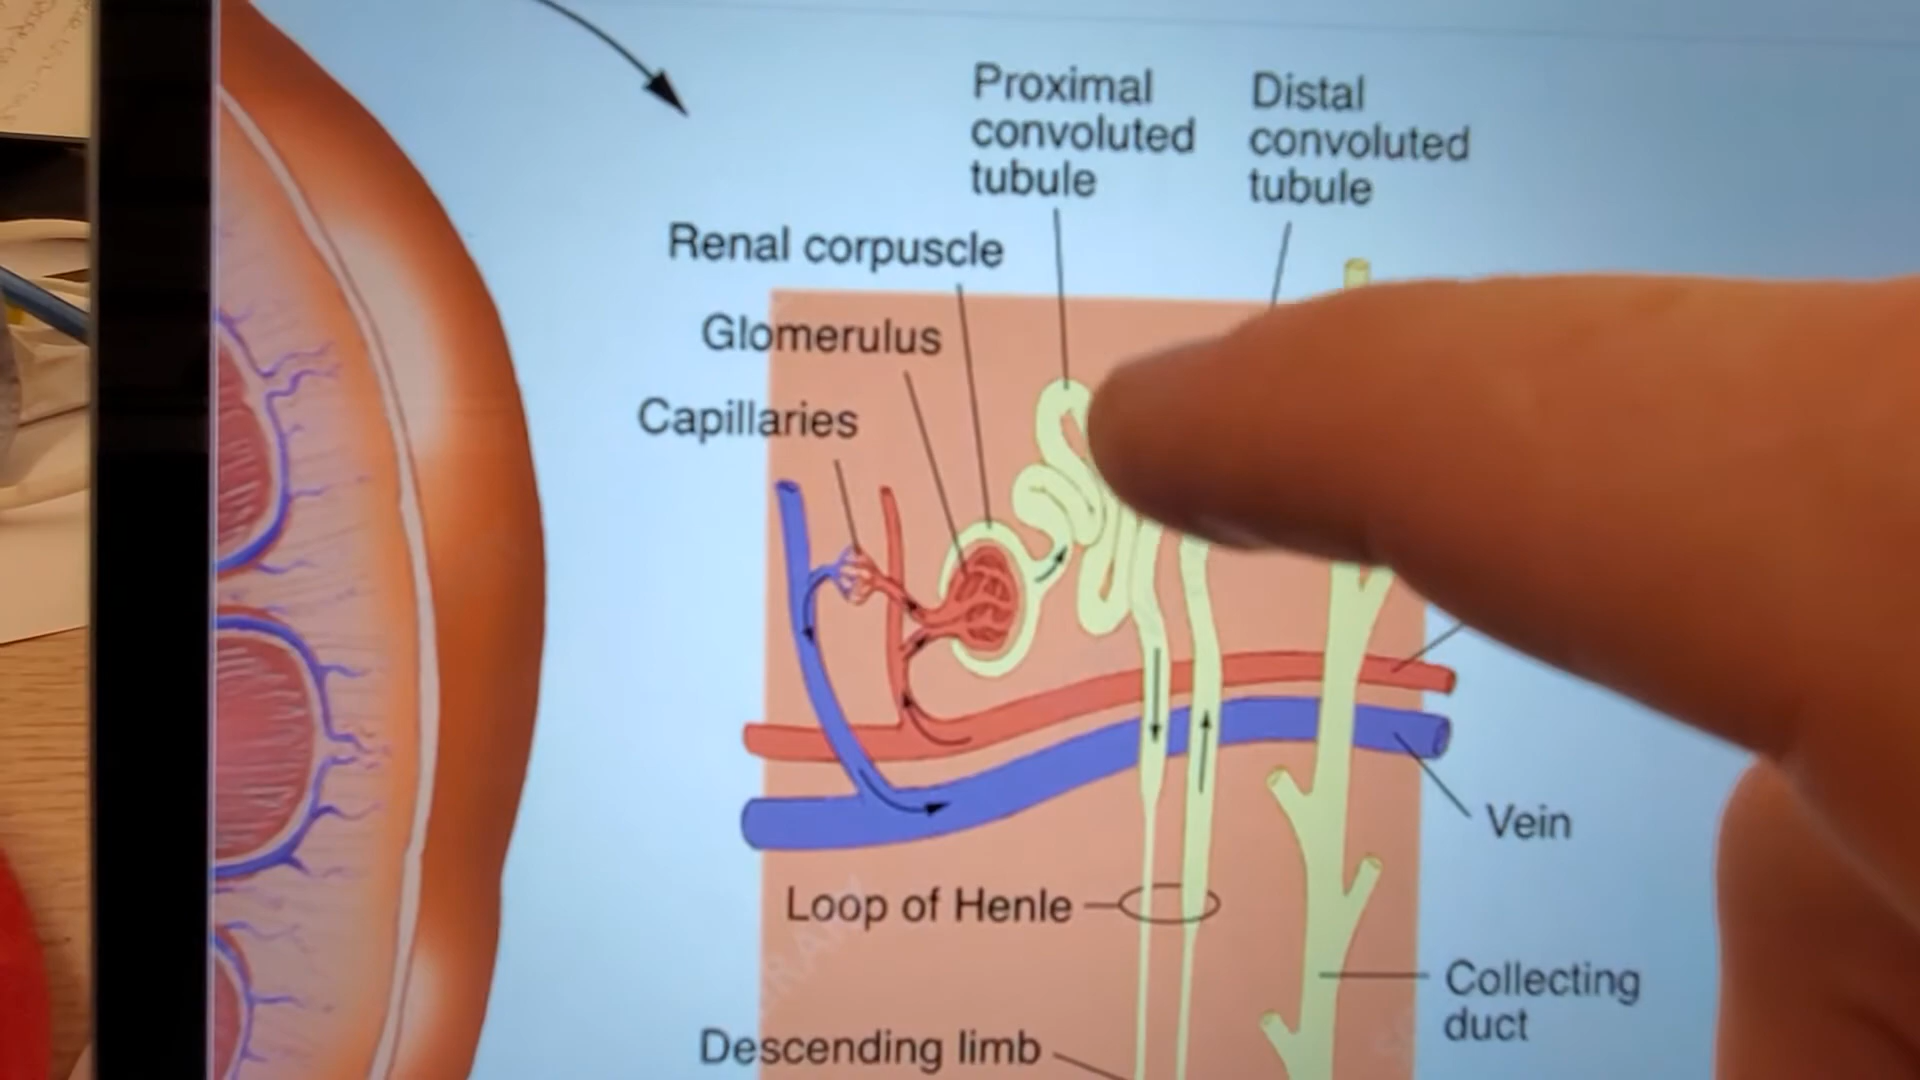 Proximal
convoluted
tubule
Distal
convoluted
tubule
Renal corpuscle
Glomerulus
Capillaries
Vein
Loop of Henle
Collecting
duct
Descending limb